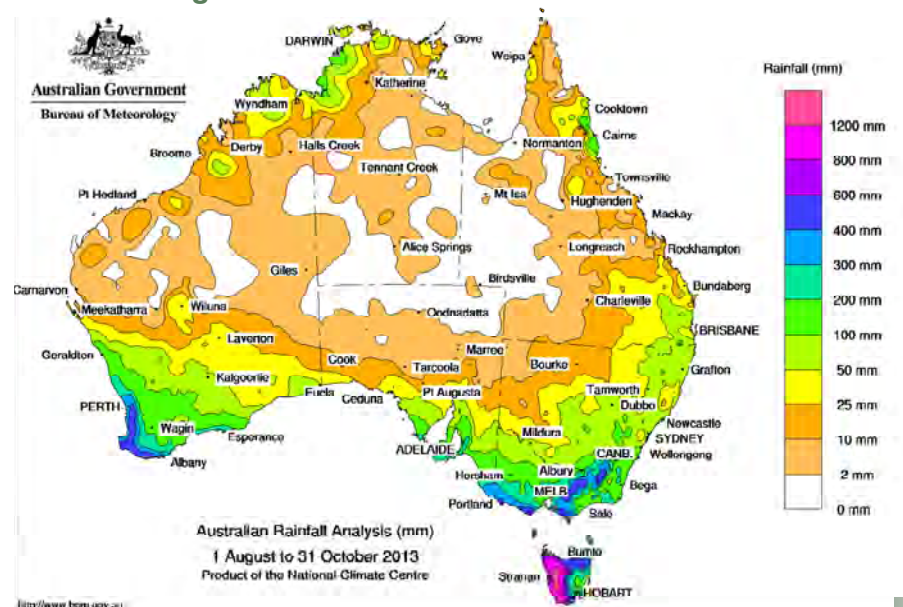 Australian Government
Bureau of Meteorology
DARWIN
Gove
Weipa
Katherine
Wyndham
Cooktown
Cairns
Broome
Derby
Halls Creek
Normanton
Tennant Creek
Townsville
Pt Hedland
Mt Isa
Hughenden
Mackay
Alice Springs
Longreach
Rockhampton
Giles
Birdsville
Carnarvon
Bundaberg
Meekatharra
Wiluna
Oodnadatta
Charleville
BRISBANE
Laverton
Marree
Geraldton
Cook
Tarcoola
Bourke
Grafton
Kalgoorlie
Eucla
Ceduna
Pt Augusta
Tamworth
PERTH
Dubbo
Newcastle
Wagin
Esperance
Mildura
SYDNEY
ADELAIDE
CANB.
Wollongong
Albany
Horsham
Albury
MELB
Bega
Portland
Sale
Strahan
HOBART
Rainfall (mm)
1200 mm
800 mm
600 mm
400 mm
300 mm
200 mm
100 mm
50 mm
25 mm
10 mm
2 mm
0 mm
Australian Rainfall Analysis (mm)
1 August to 31 October 2013
Product of the National Climate Centre